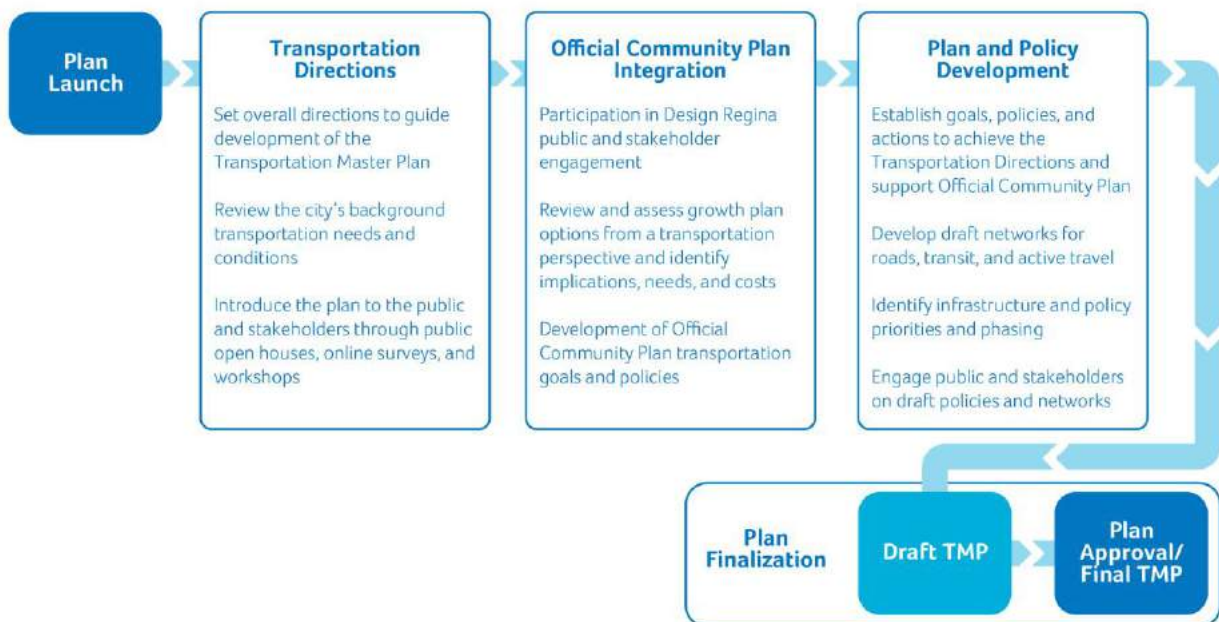 Plan
Launch
Transportation
Directions
Set overall directions to guide
development of the
Transportation Master Plan
Review the city's background
transportation needs and
conditions
Introduce the plan to the public
and stakeholders through public
open houses, online surveys, and
workshops
Official Community Plan
Integration
Participation in Design Regina
public and stakeholder
engagement
Review and assess growth plan
options from a transportation
perspective and identify
implications, needs, and costs
Development of Official
Community Plan transportation
goals and policies
Plan and Policy
Development
Establish goals, policies, and
actions to achieve the
Transportation Directions and
support Official Community Plan
Develop draft networks for
roads, transit, and active travel
Identify infrastructure and policy
priorities and phasing
Engage public and stakeholders
on draft policies and networks
Plan
Finalization
Draft TMP
Plan
Approval/
Final TMP